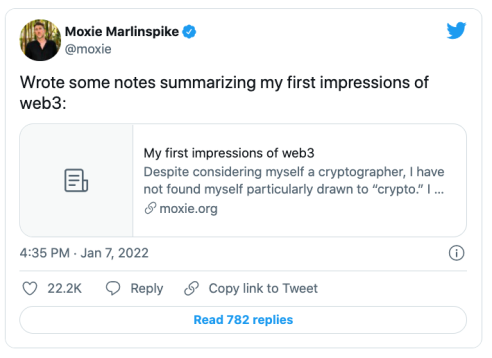 Moxie Marlinspike
@moxie
Wrote some notes summarizing my first impressions of
web3:
My first impressions of web3
Despite considering myself a cryptographer, I have
not found myself particularly drawn to “crypto.” I ...
moxie.org
4:35 PM · Jan 7, 2022
22.2K Reply Copy link to Tweet
Read 782 replies